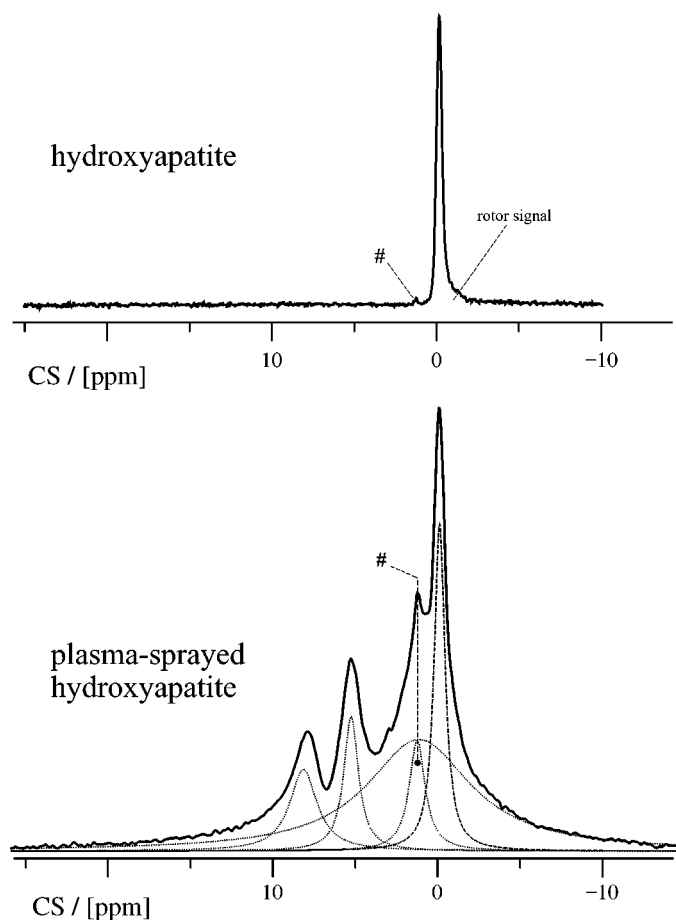 hydroxyapatite
rotor signal
#
10 0 −10
CS / [ppm]
#
plasma-sprayed
hydroxyapatite
10 0 −10
CS / [ppm]